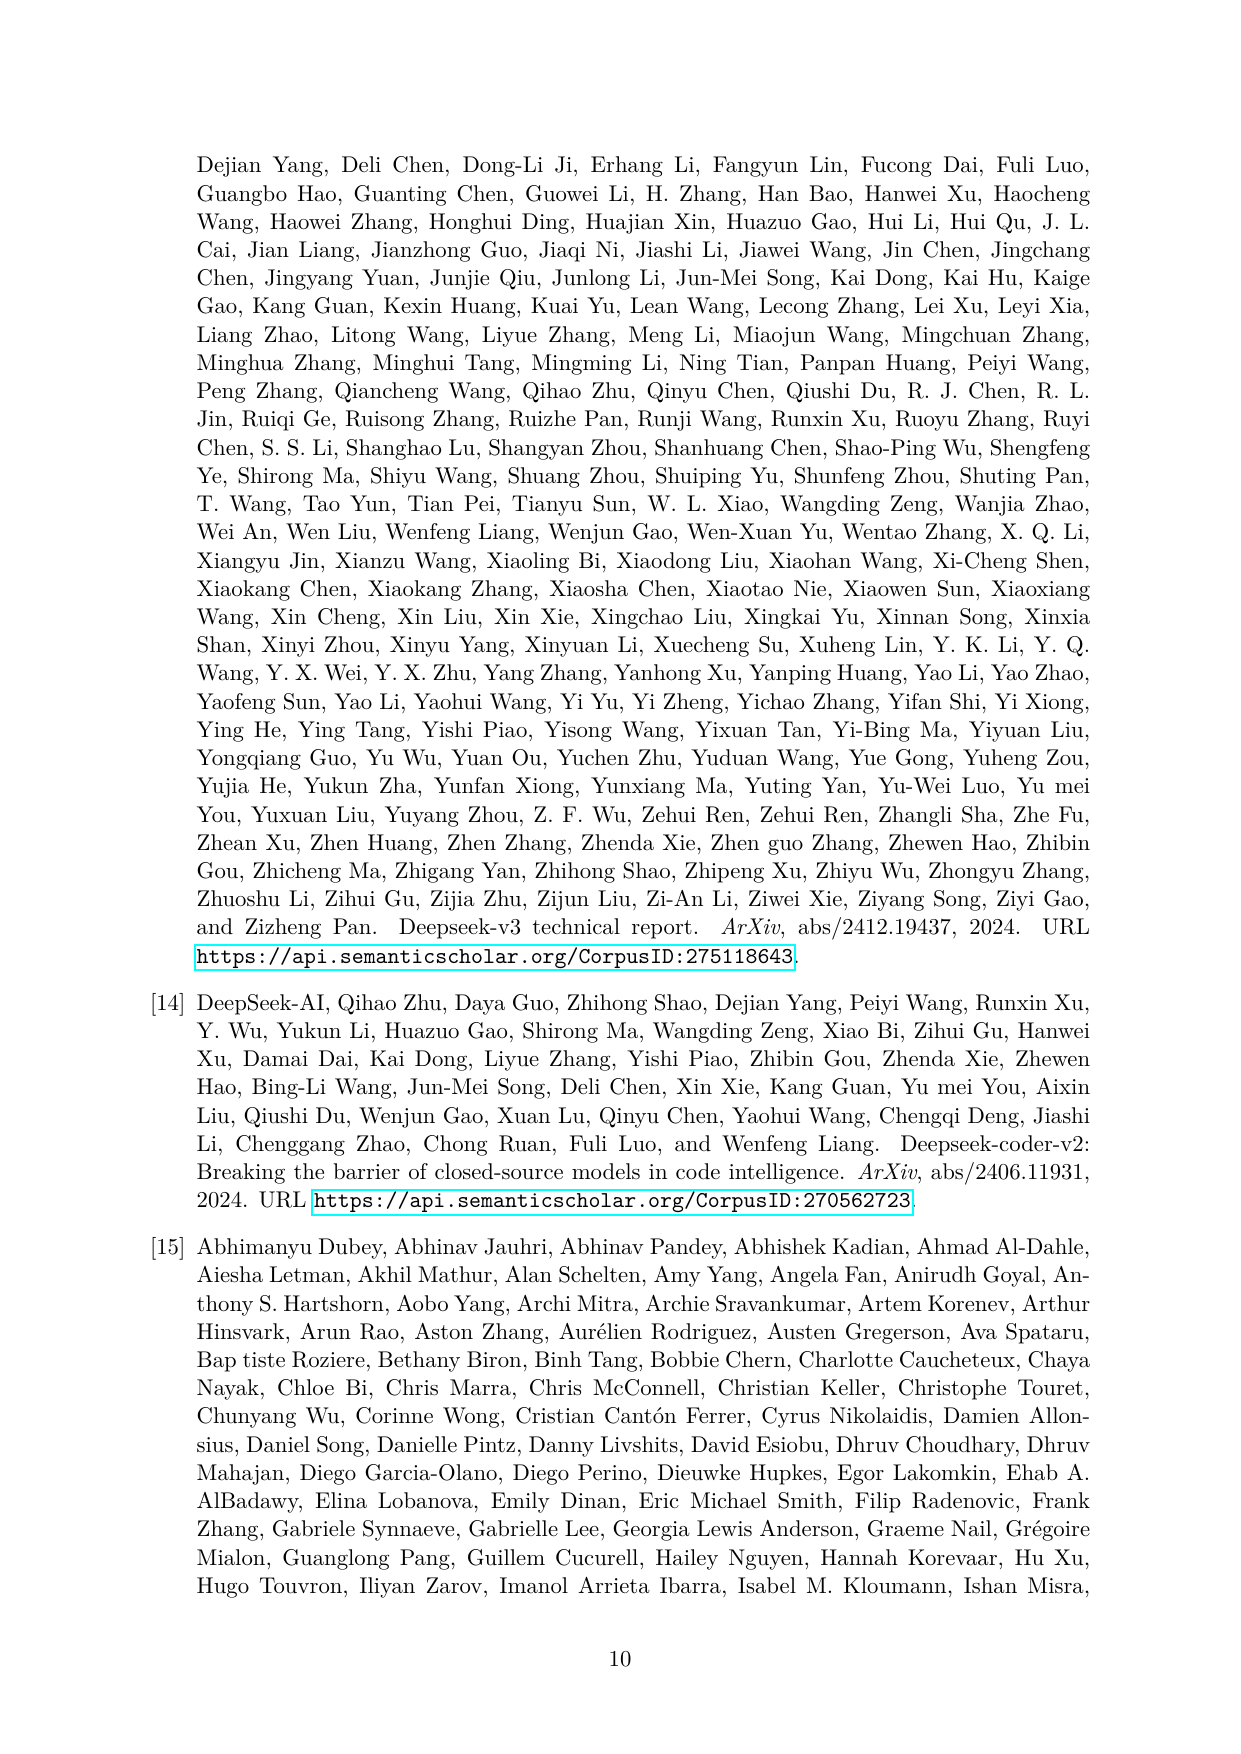 Dejian Yang, Deli Chen, Dong-Li Ji, Erhang Li, Fangyun Lin, Fucong Dai, Fuli Luo,
Guangbo Hao, Guanting Chen, Guowei Li, H. Zhang, Han Bao, Hanwei Xu, Haocheng
Wang, Haowei Zhang, Honghui Ding, Huajian Xin, Huazuo Gao, Hui Li, Hui Qu, J. L.
Cai, Jian Liang, Jianzhong Guo, Jiaqi Ni, Jiashi Li, Jiawei Wang, Jin Chen, Jingchang
Chen, Jingyang Yuan, Junjie Qiu, Junlong Li, Jun-Mei Song, Kai Dong, Kai Hu, Kaige
Gao, Kang Guan, Kexin Huang, Kuai Yu, Lean Wang, Lecong Zhang, Lei Xu, Leyi Xia,
Liang Zhao, Litong Wang, Liyue Zhang, Meng Li, Miaojun Wang, Mingchuan Zhang,
Minghua Zhang, Minghui Tang, Mingming Li, Ning Tian, Panpan Huang, Peiyi Wang,
Peng Zhang, Qiancheng Wang, Qihao Zhu, Qinyu Chen, Qiushi Du, R. J. Chen, R. L.
Jin, Ruiqi Ge, Ruisong Zhang, Ruizhe Pan, Runji Wang, Runxin Xu, Ruoyu Zhang, Ruyi
Chen, S. S. Li, Shanghao Lu, Shangyan Zhou, Shanhuang Chen, Shao-Ping Wu, Shengfeng
Ye, Shirong Ma, Shiyu Wang, Shuang Zhou, Shuiping Yu, Shunfeng Zhou, Shuting Pan,
T. Wang, Tao Yun, Tian Pei, Tianyu Sun, W. L. Xiao, Wangding Zeng, Wanjia Zhao,
Wei An, Wen Liu, Wenfeng Liang, Wenjun Gao, Wen-Xuan Yu, Wentao Zhang, X. Q. Li,
Xiangyu Jin, Xianzu Wang, Xiaoling Bi, Xiaodong Liu, Xiaohan Wang, Xi-Cheng Shen,
Xiaokang Chen, Xiaokang Zhang, Xiaosha Chen, Xiaotao Nie, Xiaowen Sun, Xiaoxiang
Wang, Xin Cheng, Xin Liu, Xin Xie, Xingchao Liu, Xingkai Yu, Xinnan Song, Xinxia
Shan, Xinyi Zhou, Xinyu Yang, Xinyuan Li, Xuecheng Su, Xuheng Lin, Y. K. Li, Y. Q.
Wang, Y. X. Wei, Y. X. Zhu, Yang Zhang, Yanhong Xu, Yanping Huang, Yao Li, Yao Zhao,
Yaofeng Sun, Yao Li, Yaohui Wang, Yi Yu, Yi Zheng, Yichao Zhang, Yifan Shi, Yi Xiong,
Ying He, Ying Tang, Yishi Piao, Yisong Wang, Yixuan Tan, Yi-Bing Ma, Yiyuan Liu,
Yongqiang Guo, Yu Wu, Yuan Ou, Yuchen Zhu, Yuduan Wang, Yue Gong, Yuheng Zou,
Yujia He, Yukun Zha, Yunfan Xiong, Yunxiang Ma, Yuting Yan, Yu-Wei Luo, Yu mei
You, Yuxuan Liu, Yuyang Zhou, Z. F. Wu, Zehui Ren, Zehui Ren, Zhangli Sha, Zhe Fu,
Zhean Xu, Zhen Huang, Zhen Zhang, Zhenda Xie, Zhen guo Zhang, Zhewen Hao, Zhibin
Gou, Zhicheng Ma, Zhigang Yan, Zhihong Shao, Zhipeng Xu, Zhiyu Wu, Zhongyu Zhang,
Zhuoshu Li, Zihui Gu, Zijia Zhu, Zijun Liu, Zi-An Li, Ziwei Xie, Ziyang Song, Ziyi Gao,
and Zizheng Pan. Deepseek-v3 technical report. ArXiv, abs/2412.19437, 2024. URL
https://api.semanticscholar.org/CorpusID:275118643.
[14] DeepSeek-AI, Qihao Zhu, Daya Guo, Zhihong Shao, Dejian Yang, Peiyi Wang, Runxin Xu,
Y. Wu, Yukun Li, Huazuo Gao, Shirong Ma, Wangding Zeng, Xiao Bi, Zihui Gu, Hanwei
Xu, Damai Dai, Kai Dong, Liyue Zhang, Yishi Piao, Zhibin Gou, Zhenda Xie, Zhewen
Hao, Bing-Li Wang, Jun-Mei Song, Deli Chen, Xin Xie, Kang Guan, Yu mei You, Aixin
Liu, Qiushi Du, Wenjun Gao, Xuan Lu, Qinyu Chen, Yaohui Wang, Chengqi Deng, Jiashi
Li, Chenggang Zhao, Chong Ruan, Fuli Luo, and Wenfeng Liang. Deepseek-coder-v2:
Breaking the barrier of closed-source models in code intelligence. ArXiv, abs/2406.11931,
2024. URL https://api.semanticscholar.org/CorpusID:270562723.
[15] Abhimanyu Dubey, Abhinav Jauhri, Abhinav Pandey, Abhishek Kadian, Ahmad Al-Dahle,
Aiesha Letman, Akhil Mathur, Alan Schelten, Amy Yang, Angela Fan, Anirudh Goyal, An-
thony S. Hartshorn, Aobo Yang, Archi Mitra, Archie Sravankumar, Artem Korenev, Arthur
Hinsvark, Arun Rao, Aston Zhang, Aurélien Rodriguez, Austen Gregerson, Ava Spataru,
Bap tiste Roziere, Bethany Biron, Binh Tang, Bobbie Chern, Charlotte Caucheteux, Chaya
Nayak, Chloe Bi, Chris Marra, Chris McConnell, Christian Keller, Christophe Touret,
Chunyang Wu, Corinne Wong, Cristian Cantón Ferrer, Cyrus Nikolaidis, Damien Allon-
sius, Daniel Song, Danielle Pintz, Danny Livshits, David Esiobu, Dhruv Choudhary, Dhruv
Mahajan, Diego Garcia-Olano, Diego Perino, Dieuwke Hupkes, Egor Lakomkin, Ehab A.
AlBadawy, Elina Lobanova, Emily Dinan, Eric Michael Smith, Filip Radenovic, Frank
Zhang, Gabriele Synnaeve, Gabrielle Lee, Georgia Lewis Anderson, Graeme Nail, Grégoire
Mialon, Guanglong Pang, Guillem Cucurell, Hailey Nguyen, Hannah Korevaar, Hu Xu,
Hugo Touvron, Iliyan Zarov, Imanol Arrieta Ibarra, Isabel M. Kloumann, Ishan Misra,
10